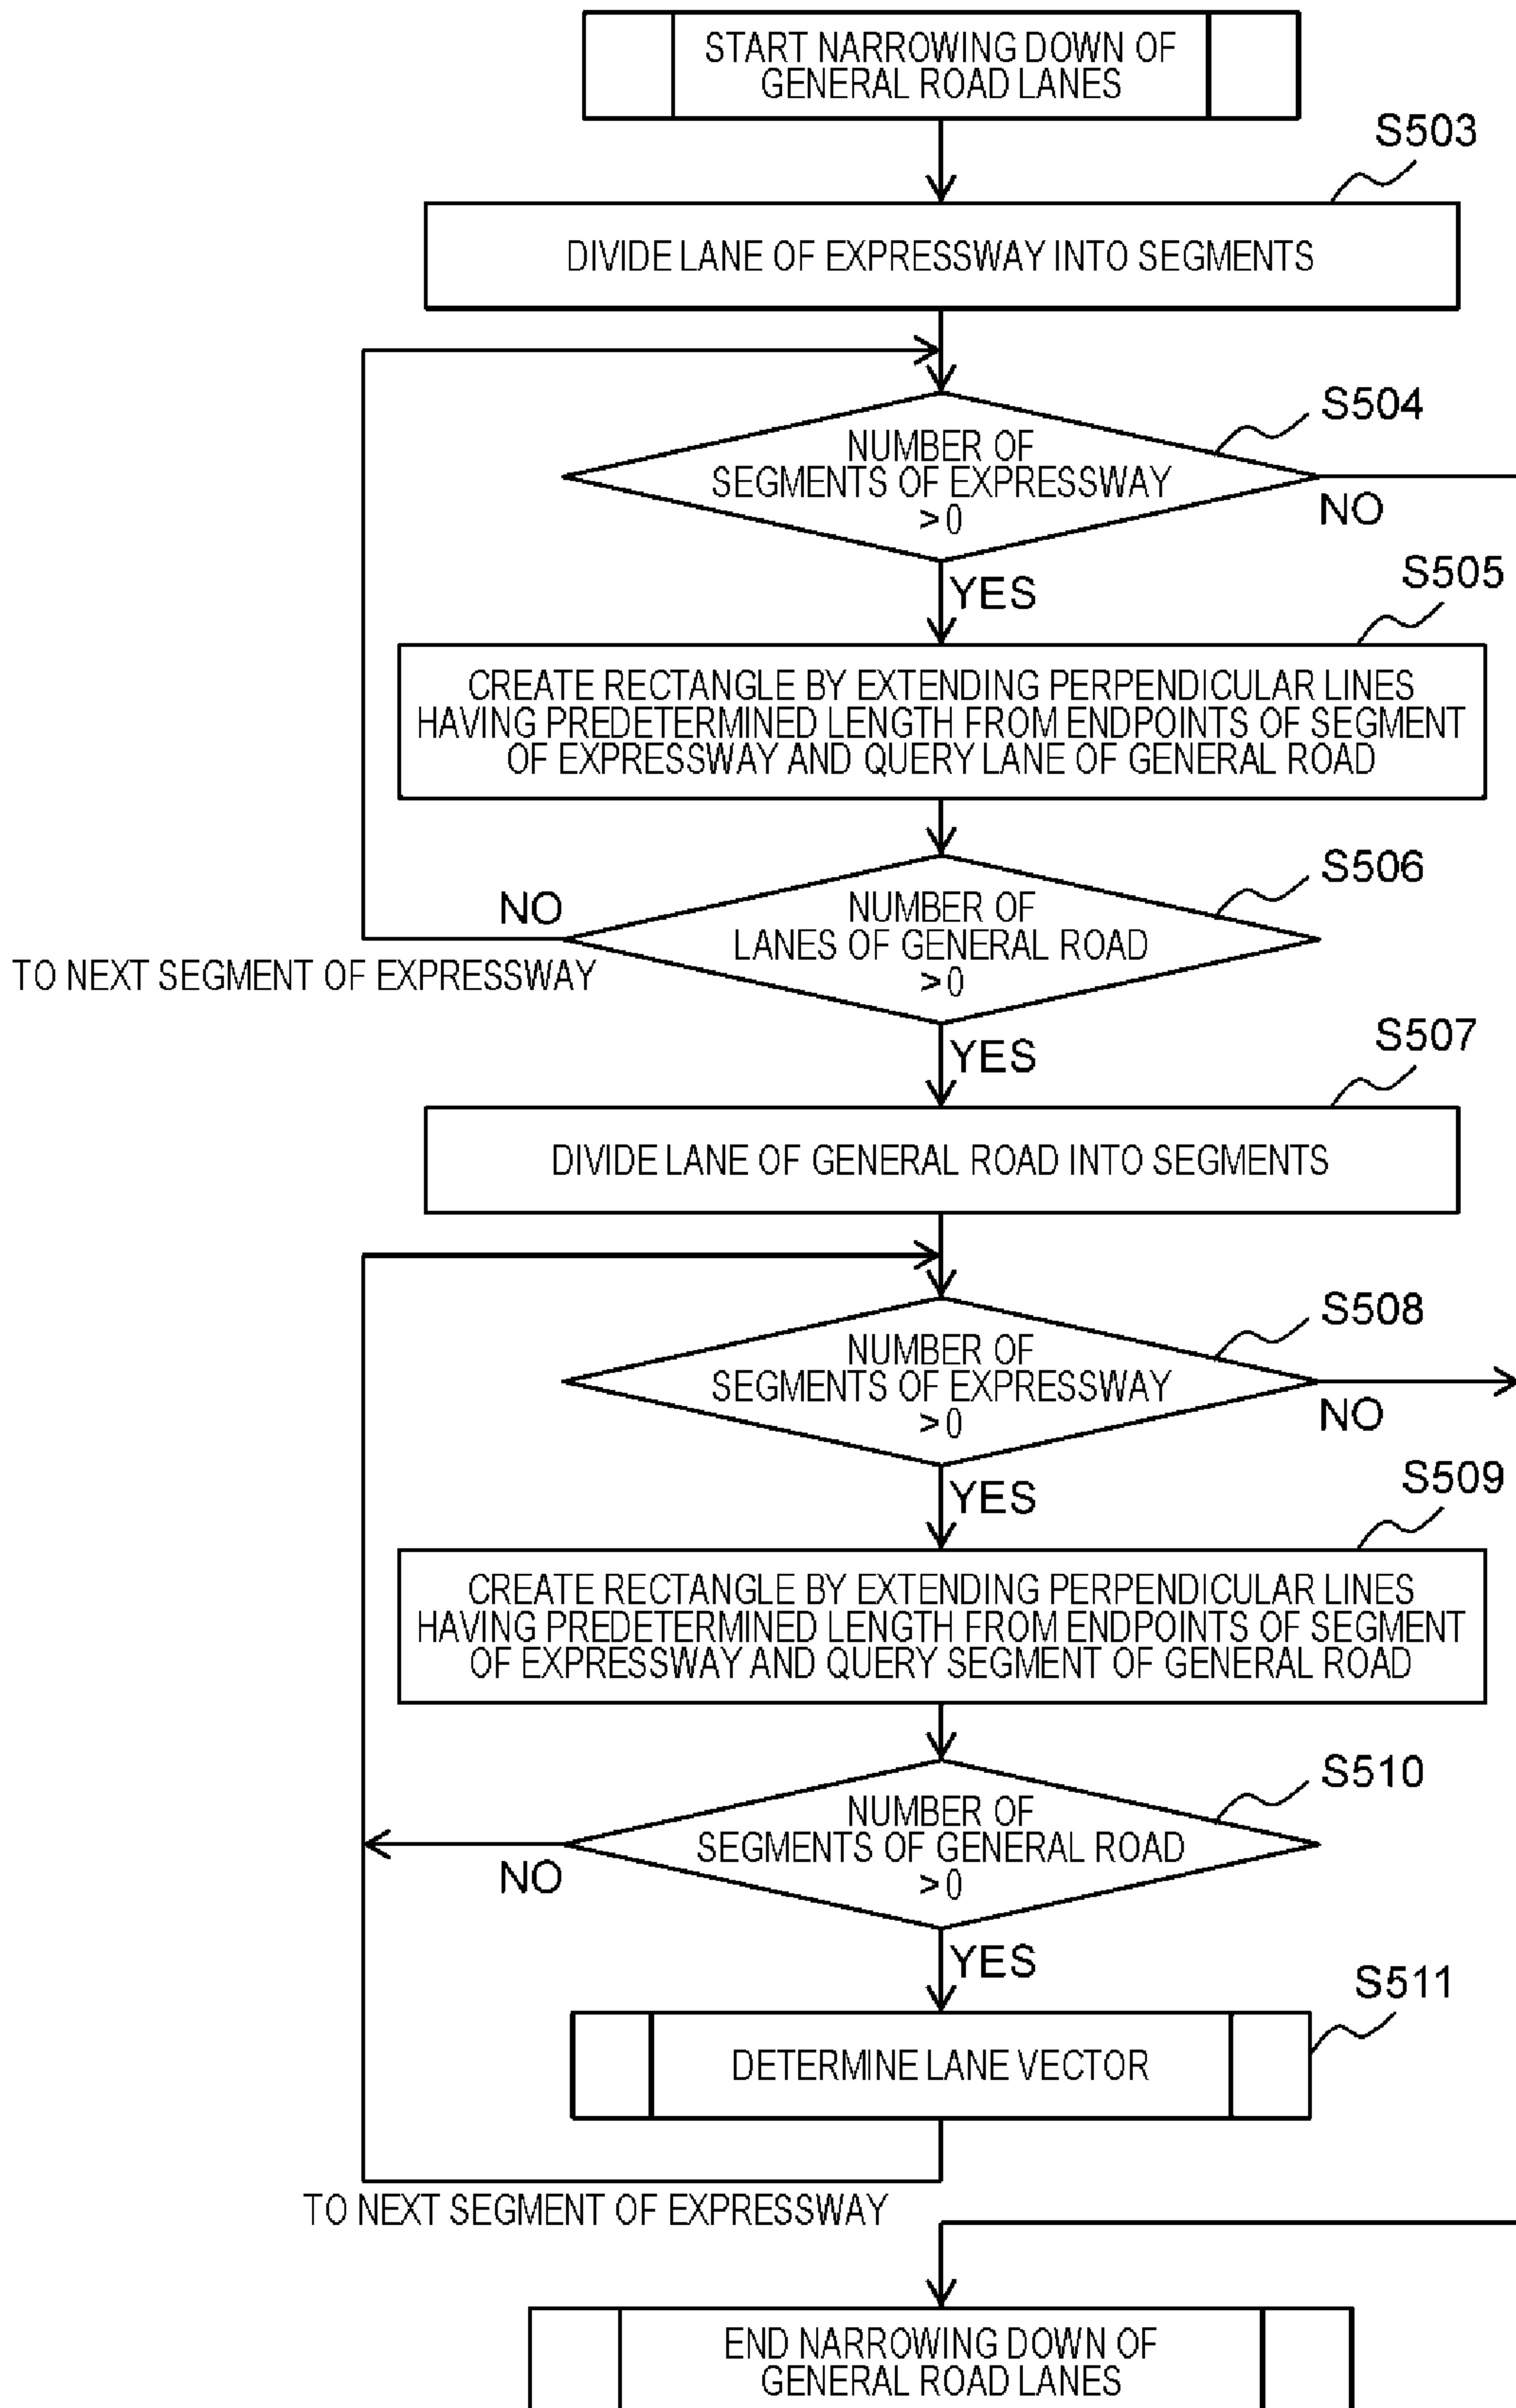 START NARROWING DOWN OF
GENERAL ROAD LANES
S503
DIVIDE LANE OF EXPRESSWAY INTO SEGMENTS
S504
NUMBER OF
SEGMENTS OF EXPRESSWAY
> 0
NO
YES
S505
CREATE RECTANGLE BY EXTENDING PERPENDICULAR LINES
HAVING PREDETERMINED LENGTH FROM ENDPOINTS OF SEGMENT
OF EXPRESSWAY AND QUERY LANE OF GENERAL ROAD
S506
NUMBER OF
LANES OF GENERAL ROAD
> 0
NO
TO NEXT SEGMENT OF EXPRESSWAY
YES
S507
DIVIDE LANE OF GENERAL ROAD INTO SEGMENTS
S508
NUMBER OF
SEGMENTS OF EXPRESSWAY
> 0
NO
YES
S509
CREATE RECTANGLE BY EXTENDING PERPENDICULAR LINES
HAVING PREDETERMINED LENGTH FROM ENDPOINTS OF SEGMENT
OF EXPRESSWAY AND QUERY SEGMENT OF GENERAL ROAD
S510
NUMBER OF
SEGMENTS OF GENERAL ROAD
> 0
NO
YES
S511
DETERMINE LANE VECTOR
TO NEXT SEGMENT OF EXPRESSWAY
END NARROWING DOWN OF
GENERAL ROAD LANES